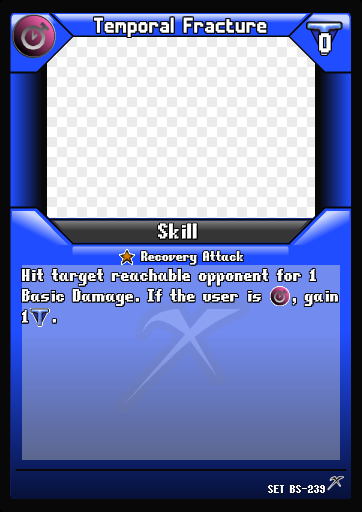 Temporal Fracture
0
Skill
Recovery Attack
Hit target reachable opponent for 1
Basic Damage. If the user is , gain
1 .
SET BS-239